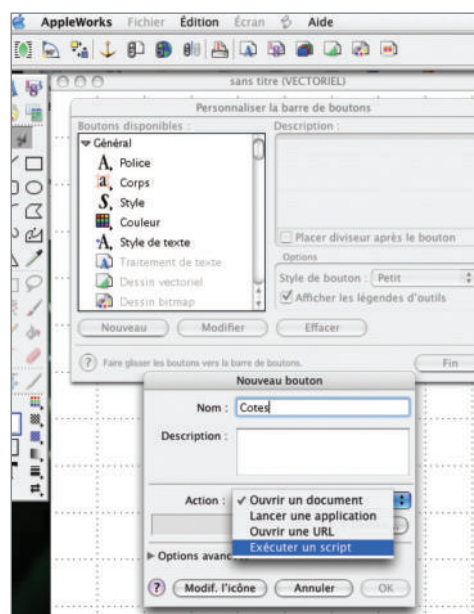 AppleWorks Fichier Édition Écran Aide
sans titre (VECTORIEL)
Personnaliser la barre de boutons
Boutons disponibles :
Description :
Général
A, Police
a, Corps
S, Style
Couleur
A, Style de texte
Traitement de texte
Dessin vectoriel
Dessin bitmap
Placer diviseur après le bouton
Options
Style de bouton : Petit
Afficher les légendes d'outils
Nouveau Modifier Effacer
? Faire glisser les boutons vers la barre de boutons. Fin
Nouveau bouton
Nom : Cotes
Description :
Action : ✓ Ouvrir un document
Lancer une application
Ouvrir une URL
Exécuter un script
Options avanc
? Modif. l'icône Annuler OK